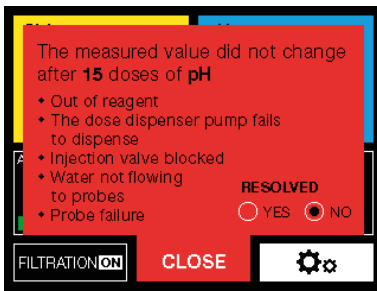 The measured value did not change
after 15 doses of pH
• Out of reagent
• The dose dispenser pump fails
to dispense
• Injection valve blocked
• Water not flowing
to probes
• Probe failure
RESOLVED
YES NO
FILTRATION ON
CLOSE